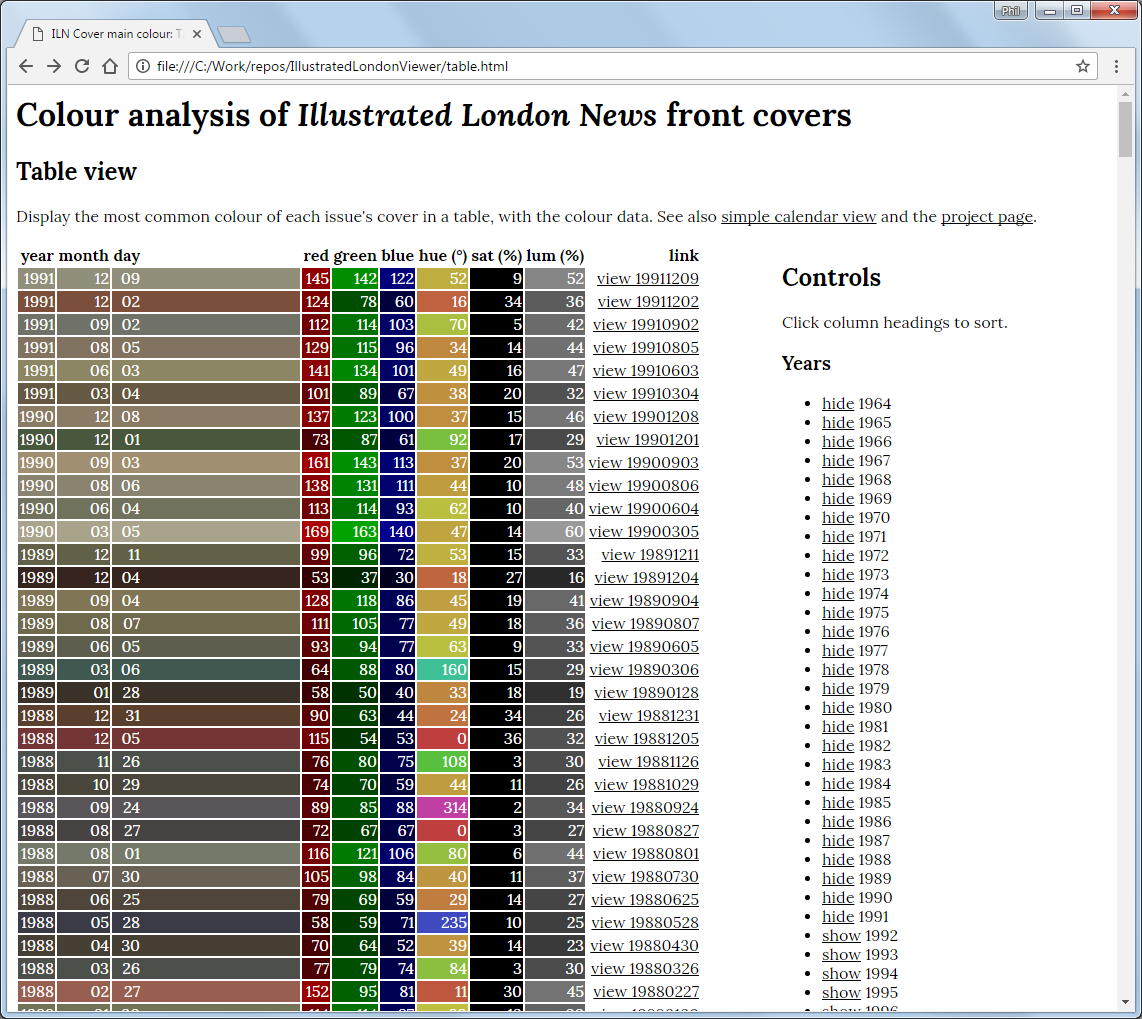 Phil
ILN Cover main colour:
file:///C:/Work/repos/IllustratedLondonViewer/table.html
Colour analysis of Illustrated London News front covers
Table view
Display the most common colour of each issue's cover in a table, with the colour data. See also simple calendar view and the project page.
year month day red green blue hue (°) sat (%) lum (%) link
1991 12 09 145 142 122 52 9 52 view 19911209
1991 12 02 124 78 60 16 34 36 view 19911202
1991 09 02 112 114 103 70 5 42 view 19910902
1991 08 05 129 115 96 34 14 44 view 19910805
1991 06 03 141 134 101 49 16 47 view 19910603
1991 03 04 101 89 67 38 20 32 view 19910304
1990 12 08 137 123 100 37 15 46 view 19901208
1990 12 01 73 87 61 92 17 29 view 19901201
1990 09 03 161 143 113 37 20 53 view 19900903
1990 08 06 138 131 111 44 10 48 view 19900806
1990 06 04 113 114 93 62 10 40 view 19900604
1990 03 05 169 163 140 47 14 60 view 19900305
1989 12 11 99 96 72 53 15 33 view 19891211
1989 12 04 53 37 30 18 27 16 view 19891204
1989 09 04 128 118 86 45 19 41 view 19890904
1989 08 07 111 105 77 49 18 36 view 19890807
1989 06 05 93 94 77 63 9 33 view 19890605
1989 03 06 64 88 80 160 15 29 view 19890306
1989 01 28 58 50 40 33 18 19 view 19890128
1988 12 31 90 63 44 24 34 26 view 19881231
1988 12 05 115 54 53 0 36 32 view 19881205
1988 11 26 76 80 75 108 3 30 view 19881126
1988 10 29 74 70 59 44 11 26 view 19881029
1988 09 24 89 85 88 314 2 34 view 19880924
1988 08 27 72 67 67 0 3 27 view 19880827
1988 08 01 116 121 106 80 6 44 view 19880801
1988 07 30 105 98 84 40 11 37 view 19880730
1988 06 25 79 69 59 29 14 27 view 19880625
1988 05 28 58 59 71 235 10 25 view 19880528
1988 04 30 70 64 52 39 14 23 view 19880430
1988 03 26 77 79 74 84 3 30 view 19880326
1988 02 27 152 95 81 11 30 45 view 19880227
Controls
Click column headings to sort.
Years
hide 1964
hide 1965
hide 1966
hide 1967
hide 1968
hide 1969
hide 1970
hide 1971
hide 1972
hide 1973
hide 1974
hide 1975
hide 1976
hide 1977
hide 1978
hide 1979
hide 1980
hide 1981
hide 1982
hide 1983
hide 1984
hide 1985
hide 1986
hide 1987
hide 1988
hide 1989
hide 1990
hide 1991
show 1992
show 1993
show 1994
show 1995